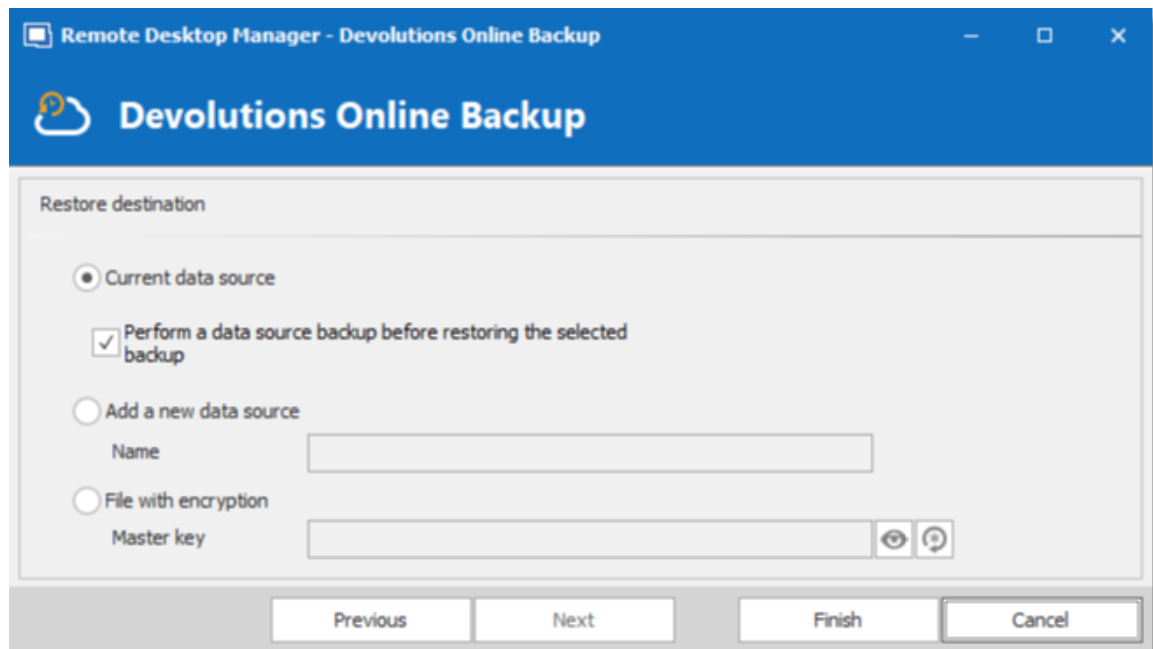 Remote Desktop Manager - Devolutions Online Backup
Devolutions Online Backup
Restore destination
Current data source
Perform a data source backup before restoring the selected
backup
Add a new data source
Name
File with encryption
Master key
Previous Next Finish Cancel